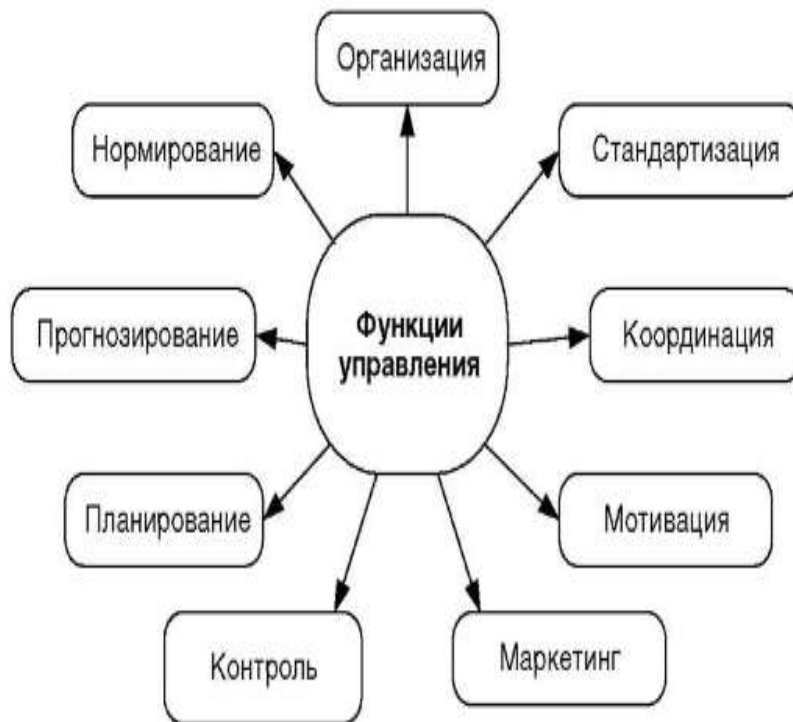 Организация
Нормирование
Стандартизация
Прогнозирование
Функции
управления
Координация
Планирование
Мотивация
Контроль
Маркетинг